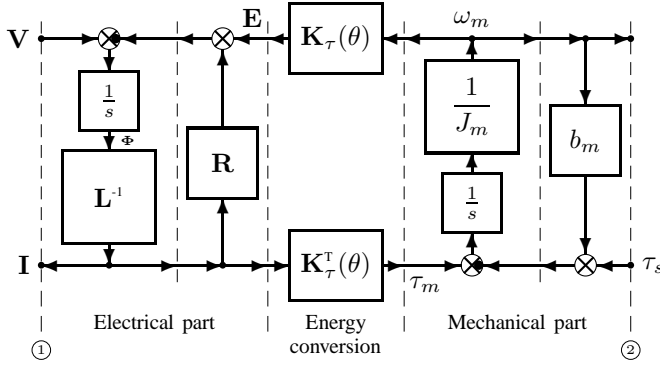 V E K_τ(θ) ω_m
1/s 1/J_m
Φ b_m
L^-1 R 1/s
I K_τ^T(θ) τ_m τ_s
Electrical part Energy conversion Mechanical part
① ②